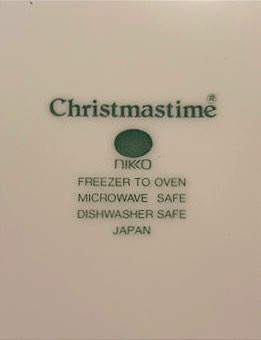 Christmastime®
NIKKO
FREEZER TO OVEN
MICROWAVE SAFE
DISHWASHER SAFE
JAPAN